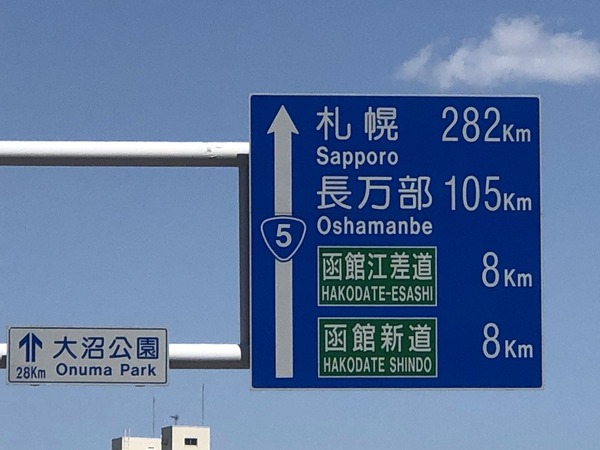 札幌 282Km
Sapporo
長万部 105Km
Oshamanbe
5
函館江差道 8Km
HAKODATE-ESASHI
函館新道 8Km
HAKODATE SHINDO
大沼公園
28Km Onuma Park